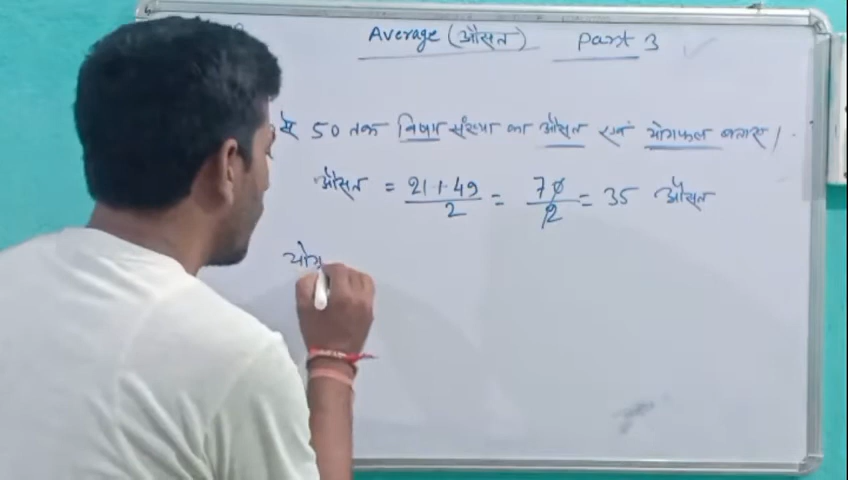 Average (औसत) Part 3
से 50 तक विषम संख्या का औसत एवं योगफल बताए।
औसत = 21+49/2 = 70/2 = 35 औसत
योग